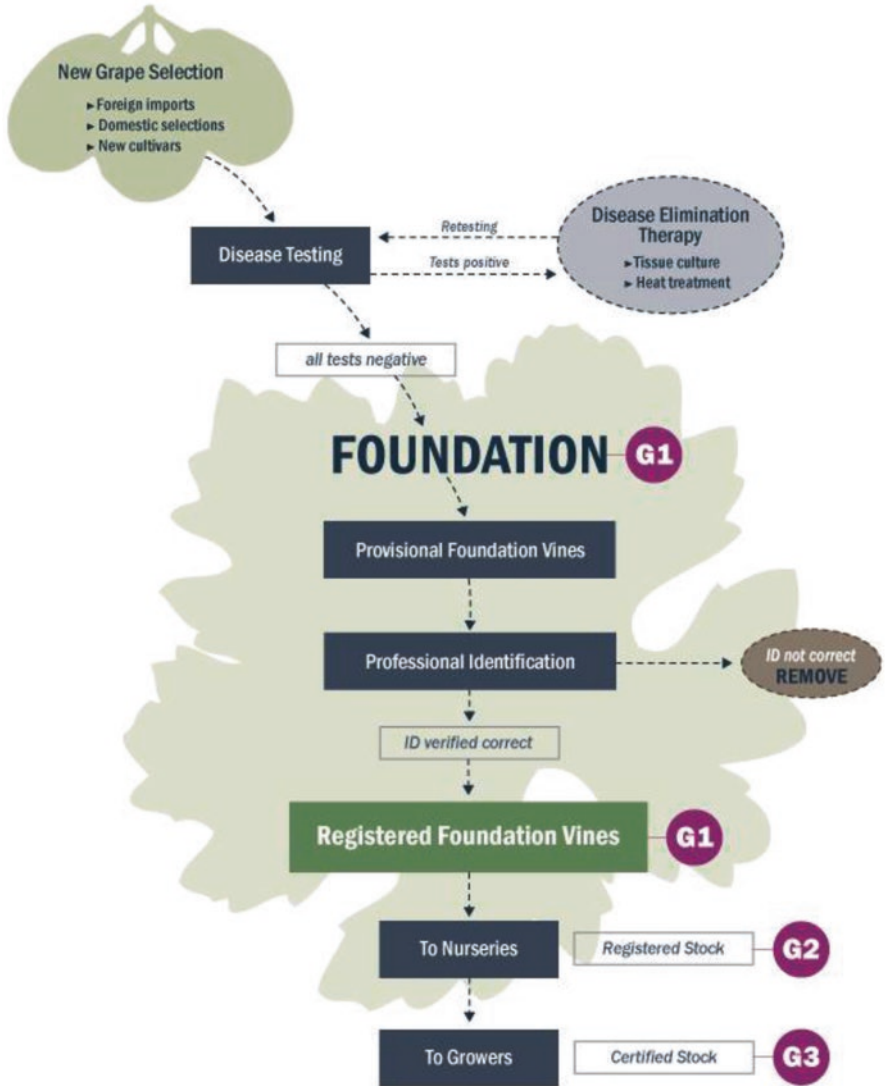 New Grape Selection
▸ Foreign imports
▸ Domestic selections
▸ New cultivars
Disease Testing
Retesting
Tests positive
Disease Elimination
Therapy
▸ Tissue culture
▸ Heat treatment
all tests negative
FOUNDATION
G1
Provisional Foundation Vines
Professional Identification
ID not correct
REMOVE
ID verified correct
Registered Foundation Vines
G1
To Nurseries
Registered Stock
G2
To Growers
Certified Stock
G3